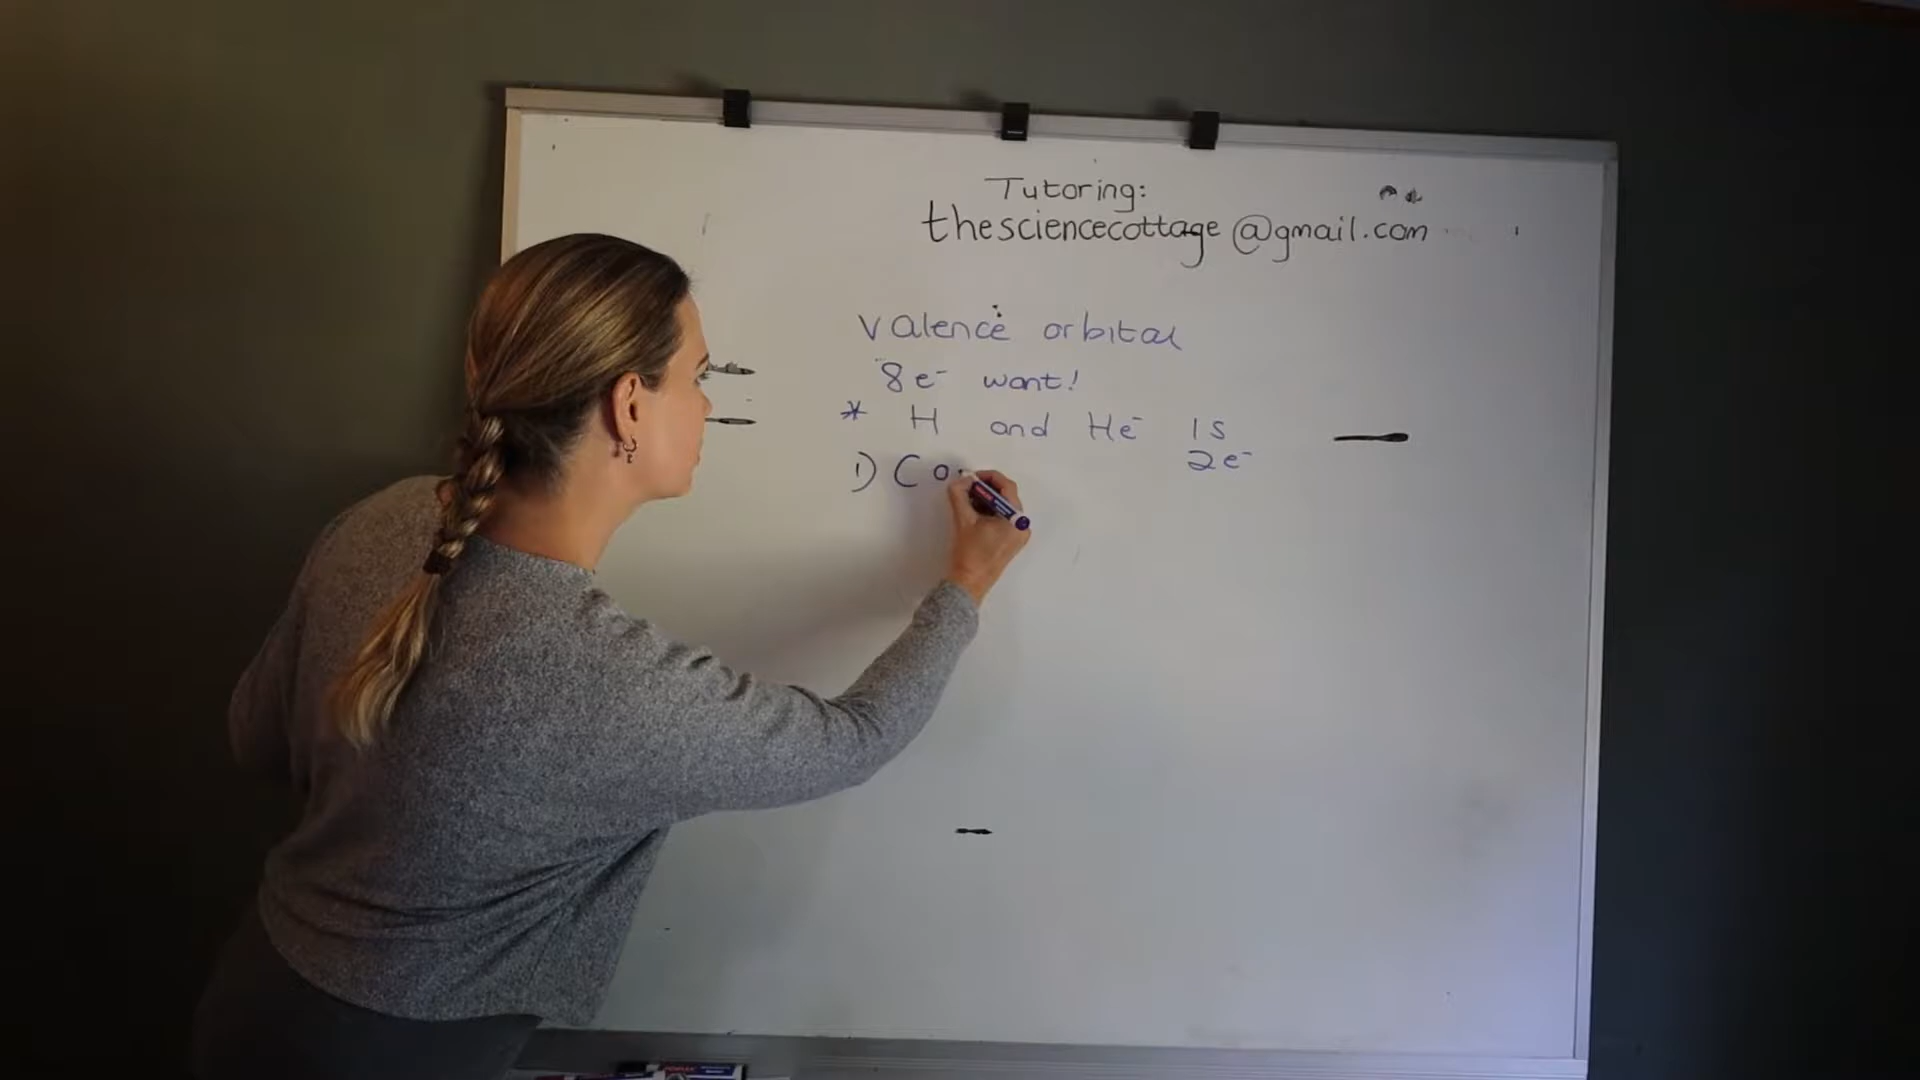 Tutoring:
thesciencecottage@gmail.com
Valence orbital
8e⁻ want!
* H and He⁻ 1s
2e⁻
1) Co